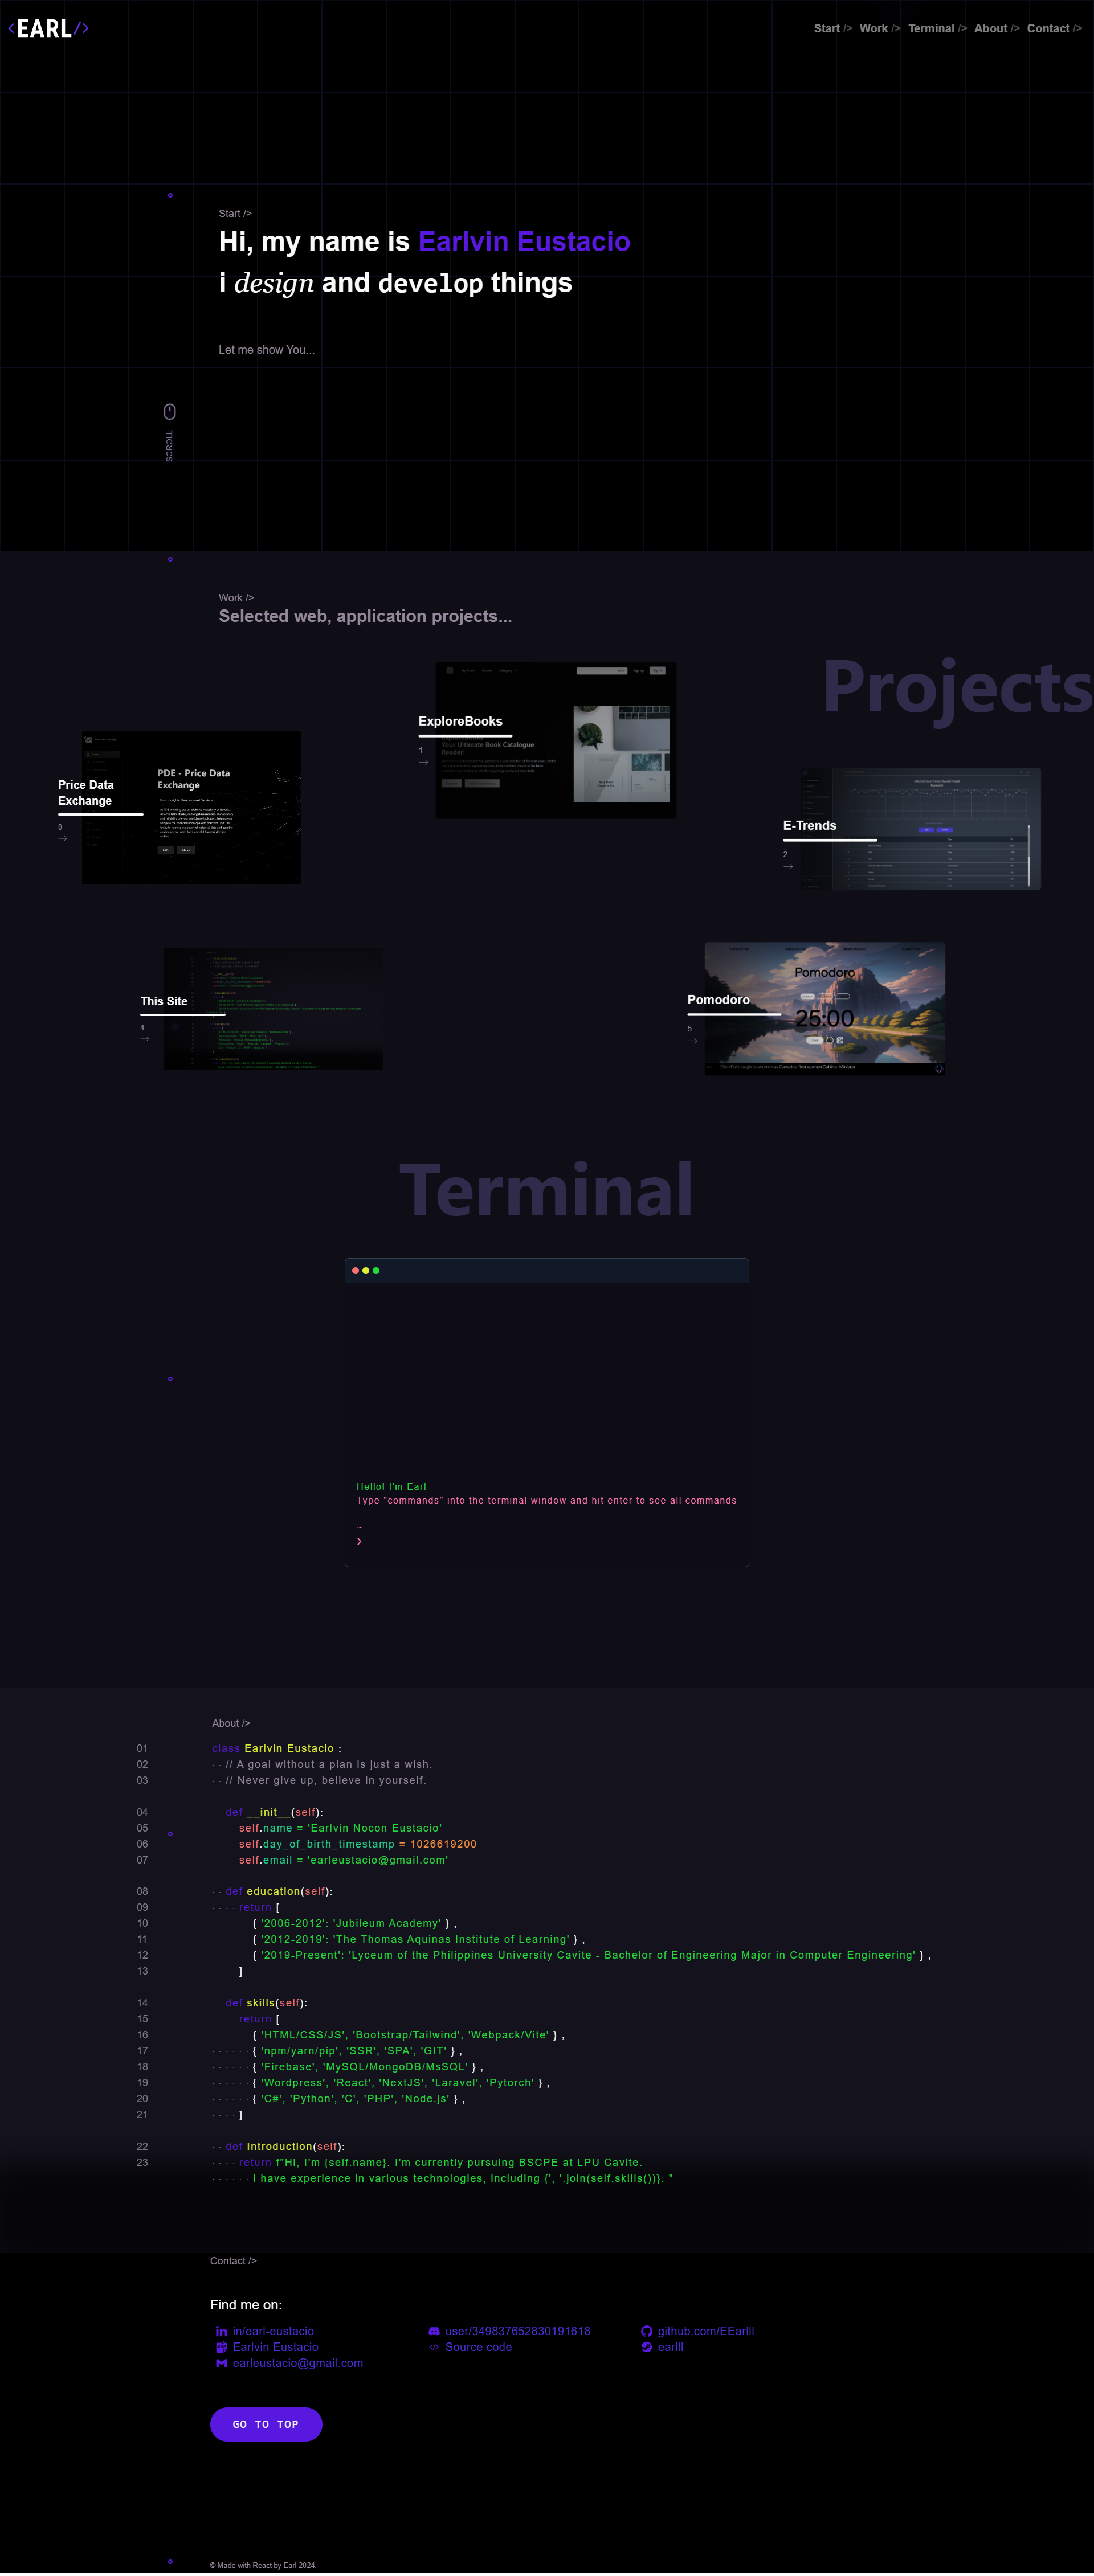 <EARL/>
Start /> Work /> Terminal /> About /> Contact />
Start />
Hi, my name is Earlvin Eustacio
i design and develop things
Let me show You...
SCROLL
Work />
Selected web, application projects...
Projects
ExploreBooks
1
Your Ultimate Book Catalogue
Reader!
Price Data
Exchange
0
PDE - Price Data
Exchange
E-Trends
2
This Site
4
Pomodoro
5
Pomodoro
25:00
Terminal
Hello! I'm Earl
Type "commands" into the terminal window and hit enter to see all commands
~
❯
About />
01 class Earlvin Eustacio :
02 · · // A goal without a plan is just a wish.
03 · · // Never give up, believe in yourself.
04 · · def __init__(self):
05 · · · · self.name = 'Earlvin Nocon Eustacio'
06 · · · · self.day_of_birth_timestamp = 1026619200
07 · · · · self.email = 'earleustacio@gmail.com'
08 · · def education(self):
09 · · · · return [
10 · · · · · · { '2006-2012': 'Jubileum Academy' } ,
11 · · · · · · { '2012-2019': 'The Thomas Aquinas Institute of Learning' } ,
12 · · · · · · { '2019-Present': 'Lyceum of the Philippines University Cavite - Bachelor of Engineering Major in Computer Engineering' } ,
13 · · · · ]
14 · · def skills(self):
15 · · · · return [
16 · · · · · · { 'HTML/CSS/JS', 'Bootstrap/Tailwind', 'Webpack/Vite' } ,
17 · · · · · · { 'npm/yarn/pip', 'SSR', 'SPA', 'GIT' } ,
18 · · · · · · { 'Firebase', 'MySQL/MongoDB/MsSQL' } ,
19 · · · · · · { 'Wordpress', 'React', 'NextJS', 'Laravel', 'Pytorch' } ,
20 · · · · · · { 'C#', 'Python', 'C', 'PHP', 'Node.js' } ,
21 · · · · ]
22 · · def Introduction(self):
23 · · · · return f"Hi, I'm {self.name}. I'm currently pursuing BSCPE at LPU Cavite.
· · · · · · I have experience in various technologies, including {', '.join(self.skills())}. "
Contact />
Find me on:
in/earl-eustacio user/349837652830191618 github.com/EEarlll
Earlvin Eustacio Source code earlll
earleustacio@gmail.com
GO TO TOP
© Made with React by Earl 2024.